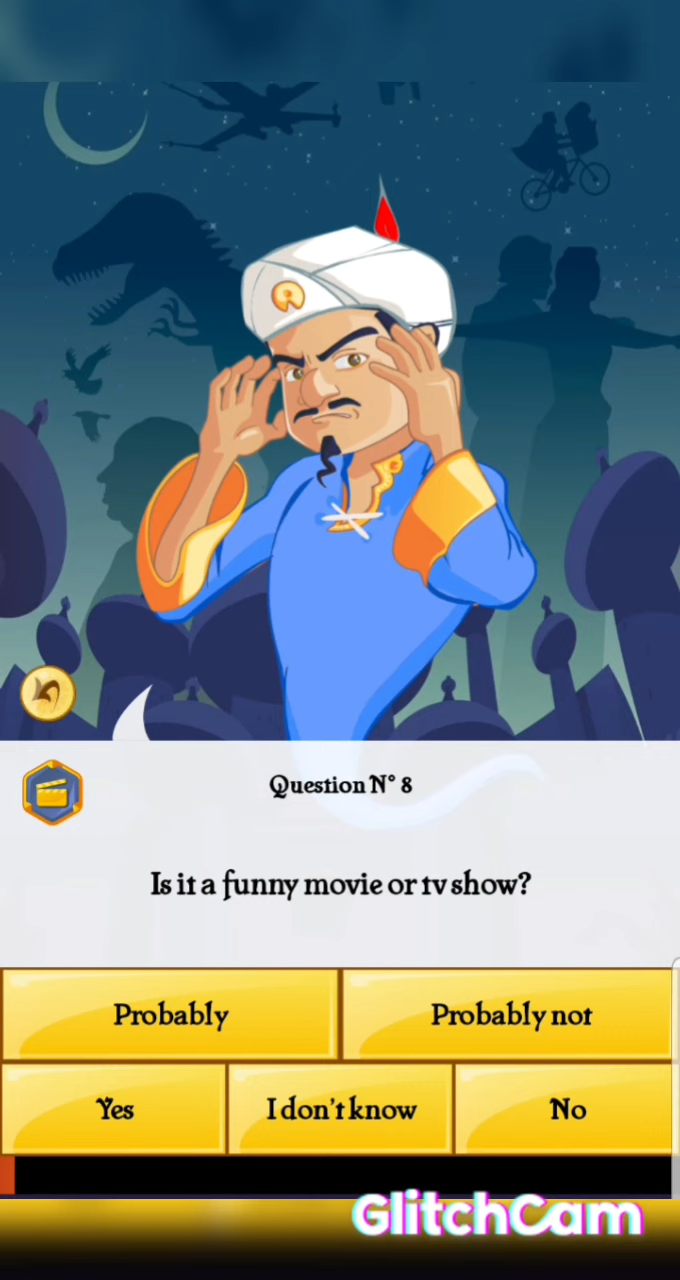 Question N° 8
Is it a funny movie or tv show?
Probably
Probably not
Yes
I don't know
No
GlitchCam